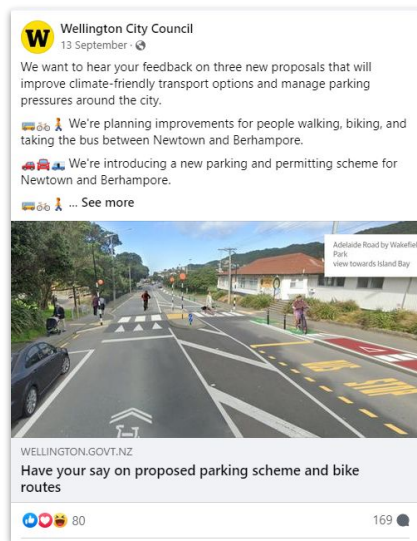 W
Wellington City Council
13 September ·
We want to hear your feedback on three new proposals that will
improve climate-friendly transport options and manage parking
pressures around the city.
We're planning improvements for people walking, biking, and
taking the bus between Newtown and Berhampore.
We're introducing a new parking and permitting scheme for
Newtown and Berhampore.
... See more
Adelaide Road by Wakefield
Park
view towards Island Bay
BUS STOP
WELLINGTON.GOVT.NZ
Have your say on proposed parking scheme and bike
routes
80
169